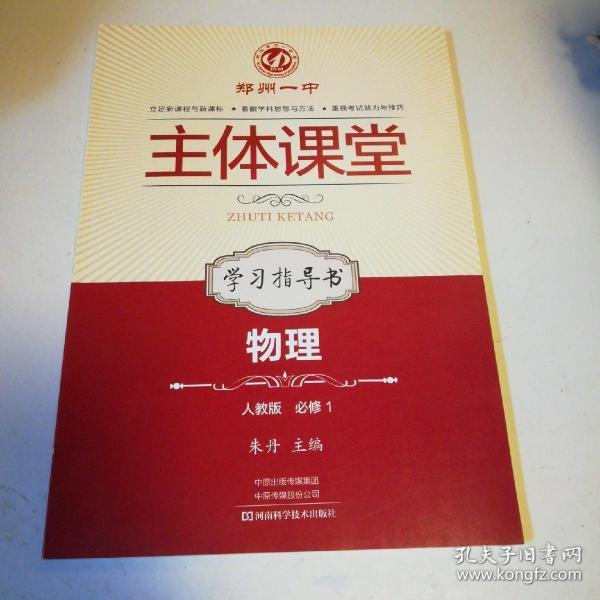 郑州一中
立足新课程与新课标 ★ 着眼学科思想与方法 ★ 重视考试能力与技巧
主体课堂
ZHUTI KETANG
学习指导书
物理
人教版 必修1
朱丹 主编
中原出版传媒集团
中原传媒股份公司
河南科学技术出版社
孔夫子旧书网
www.kongfz.com